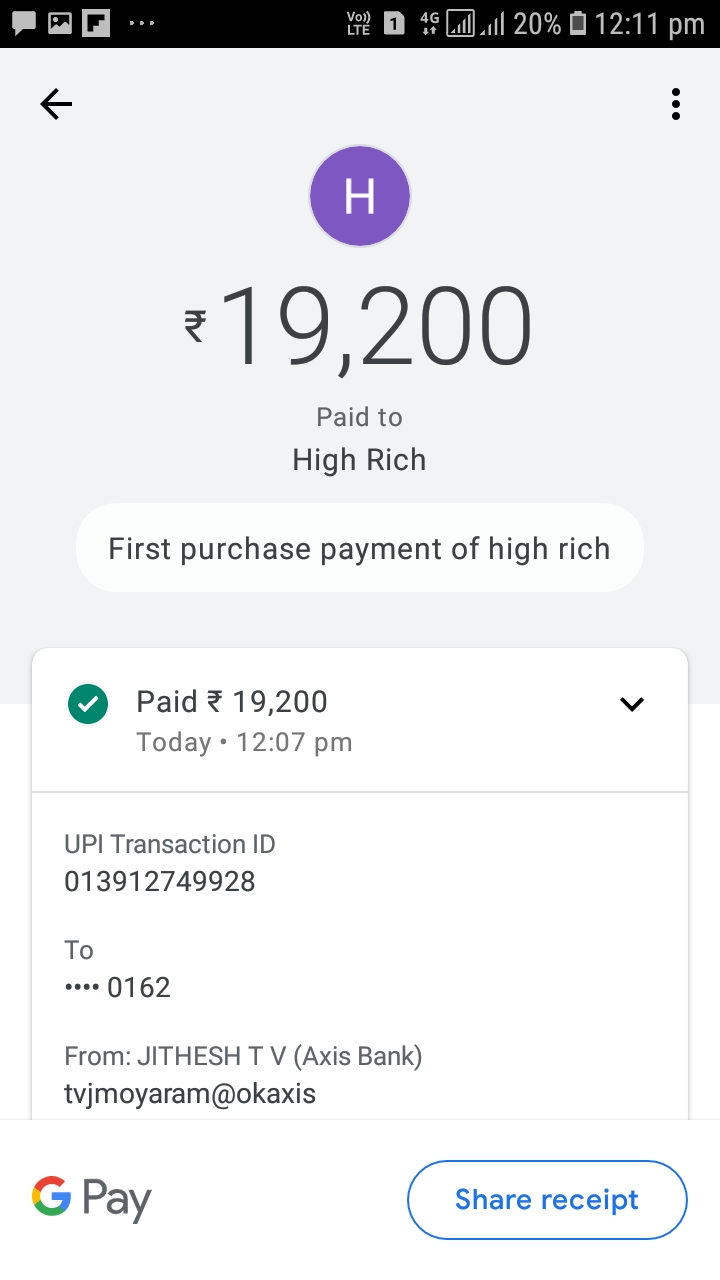 Vo)) LTE 1 4G 20% 12:11 pm
H
₹19,200
Paid to
High Rich
First purchase payment of high rich
Paid ₹ 19,200
Today • 12:07 pm
UPI Transaction ID
013912749928
To
•••• 0162
From: JITHESH T V (Axis Bank)
tvjmoyaram@okaxis
G Pay
Share receipt